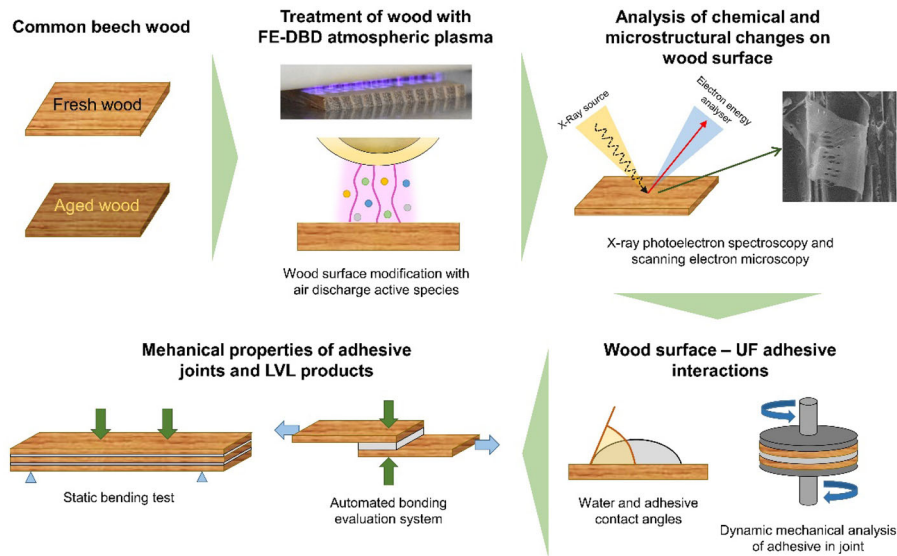 Common beech wood
Fresh wood
Aged wood
Treatment of wood with
FE-DBD atmospheric plasma
Wood surface modification with
air discharge active species
Analysis of chemical and
microstructural changes on
wood surface
X-Ray source
Electron energy
analyser
X-ray photoelectron spectroscopy and
scanning electron microscopy
Mehanical properties of adhesive
joints and LVL products
Static bending test
Automated bonding
evaluation system
Wood surface – UF adhesive
interactions
Water and adhesive
contact angles
Dynamic mechanical analysis
of adhesive in joint